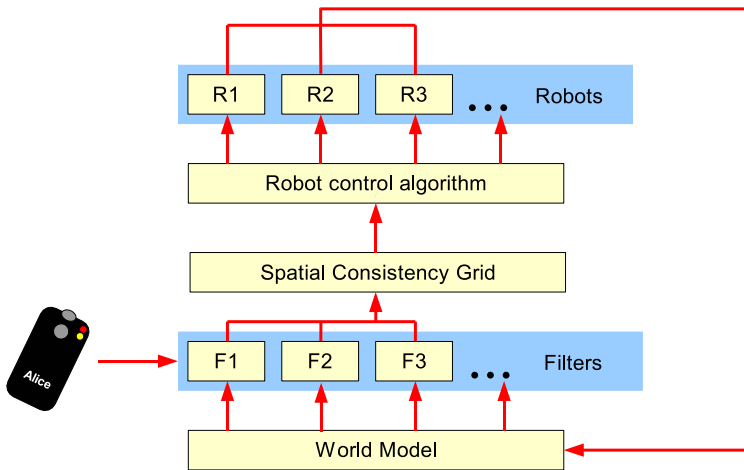 R1 R2 R3 ... Robots
Robot control algorithm
Spatial Consistency Grid
Alice
F1 F2 F3 ... Filters
World Model